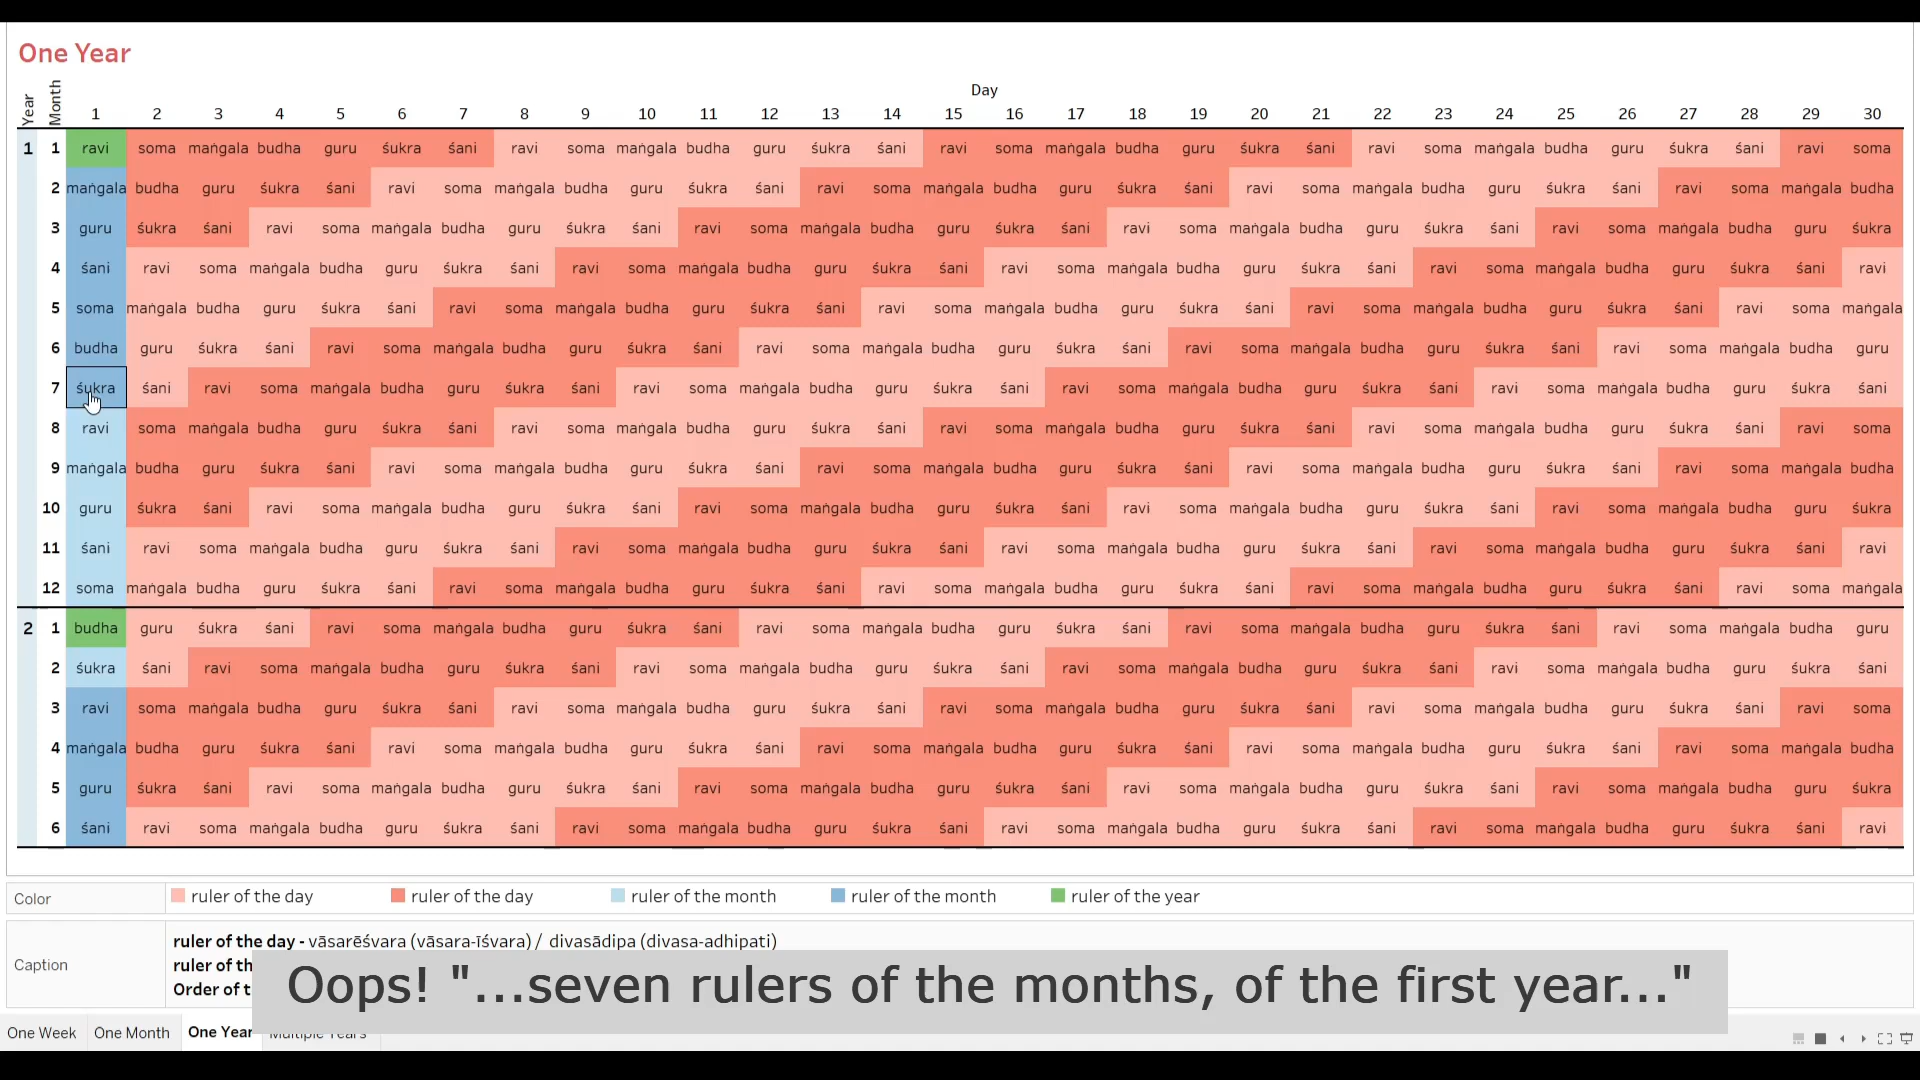 One Year
Day
Year Month 1 2 3 4 5 6 7 8 9 10 11 12 13 14 15 16 17 18 19 20 21 22 23 24 25 26 27 28 29 30
1 1 ravi soma maṅgala budha guru śukra śani ravi soma maṅgala budha guru śukra śani ravi soma maṅgala budha guru śukra śani ravi soma maṅgala budha guru śukra śani ravi soma
2 maṅgala budha guru śukra śani ravi soma maṅgala budha guru śukra śani ravi soma maṅgala budha guru śukra śani ravi soma maṅgala budha guru śukra śani ravi soma maṅgala budha
3 guru śukra śani ravi soma maṅgala budha guru śukra śani ravi soma maṅgala budha guru śukra śani ravi soma maṅgala budha guru śukra śani ravi soma maṅgala budha guru śukra
4 śani ravi soma maṅgala budha guru śukra śani ravi soma maṅgala budha guru śukra śani ravi soma maṅgala budha guru śukra śani ravi soma maṅgala budha guru śukra śani ravi
5 soma maṅgala budha guru śukra śani ravi soma maṅgala budha guru śukra śani ravi soma maṅgala budha guru śukra śani ravi soma maṅgala budha guru śukra śani ravi soma maṅgala
6 budha guru śukra śani ravi soma maṅgala budha guru śukra śani ravi soma maṅgala budha guru śukra śani ravi soma maṅgala budha guru śukra śani ravi soma maṅgala budha guru
7 śukra śani ravi soma maṅgala budha guru śukra śani ravi soma maṅgala budha guru śukra śani ravi soma maṅgala budha guru śukra śani ravi soma maṅgala budha guru śukra śani
8 ravi soma maṅgala budha guru śukra śani ravi soma maṅgala budha guru śukra śani ravi soma maṅgala budha guru śukra śani ravi soma maṅgala budha guru śukra śani ravi soma
9 maṅgala budha guru śukra śani ravi soma maṅgala budha guru śukra śani ravi soma maṅgala budha guru śukra śani ravi soma maṅgala budha guru śukra śani ravi soma maṅgala budha
10 guru śukra śani ravi soma maṅgala budha guru śukra śani ravi soma maṅgala budha guru śukra śani ravi soma maṅgala budha guru śukra śani ravi soma maṅgala budha guru śukra
11 śani ravi soma maṅgala budha guru śukra śani ravi soma maṅgala budha guru śukra śani ravi soma maṅgala budha guru śukra śani ravi soma maṅgala budha guru śukra śani ravi
12 soma maṅgala budha guru śukra śani ravi soma maṅgala budha guru śukra śani ravi soma maṅgala budha guru śukra śani ravi soma maṅgala budha guru śukra śani ravi soma maṅgala
2 1 budha guru śukra śani ravi soma maṅgala budha guru śukra śani ravi soma maṅgala budha guru śukra śani ravi soma maṅgala budha guru śukra śani ravi soma maṅgala budha guru
2 śukra śani ravi soma maṅgala budha guru śukra śani ravi soma maṅgala budha guru śukra śani ravi soma maṅgala budha guru śukra śani ravi soma maṅgala budha guru śukra śani
3 ravi soma maṅgala budha guru śukra śani ravi soma maṅgala budha guru śukra śani ravi soma maṅgala budha guru śukra śani ravi soma maṅgala budha guru śukra śani ravi soma
4 maṅgala budha guru śukra śani ravi soma maṅgala budha guru śukra śani ravi soma maṅgala budha guru śukra śani ravi soma maṅgala budha guru śukra śani ravi soma maṅgala budha
5 guru śukra śani ravi soma maṅgala budha guru śukra śani ravi soma maṅgala budha guru śukra śani ravi soma maṅgala budha guru śukra śani ravi soma maṅgala budha guru śukra
6 śani ravi soma maṅgala budha guru śukra śani ravi soma maṅgala budha guru śukra śani ravi soma maṅgala budha guru śukra śani ravi soma maṅgala budha guru śukra śani ravi
Color ruler of the day ruler of the day ruler of the month ruler of the month ruler of the year
Caption
ruler of the day - vāsarēśvara (vāsara-īśvara) / divasādipa (divasa-adhipati)
ruler of th
Order of t
Oops! "...seven rulers of the months, of the first year..."
One Week One Month One Year Multiple Years